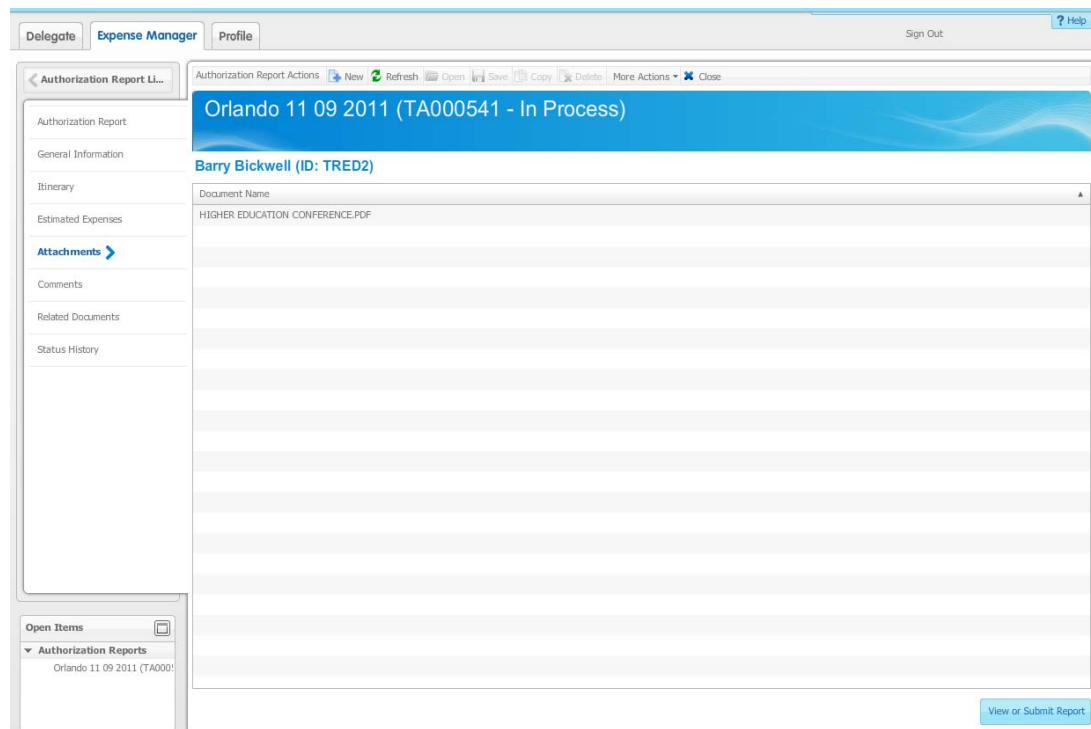 ? Help
Delegate Expense Manager Profile Sign Out
Authorization Report Li...
Authorization Report Actions New Refresh Open Save Copy Delete More Actions Close
Orlando 11 09 2011 (TA000541 - In Process)
Barry Bickwell (ID: TRED2)
Authorization Report
General Information
Itinerary
Estimated Expenses
Attachments
Comments
Related Documents
Status History
Document Name
HIGHER EDUCATION CONFERENCE.PDF
Open Items
Authorization Reports
Orlando 11 09 2011 (TA000!
View or Submit Report